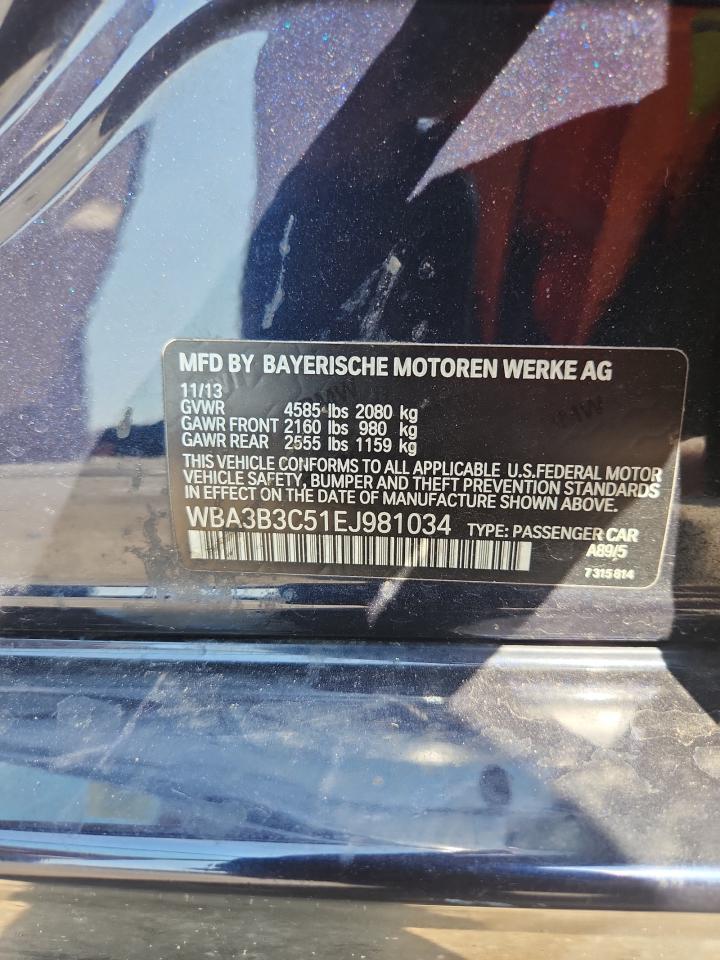 MFD BY BAYERISCHE MOTOREN WERKE AG
11/13
GVWR 4585 lbs 2080 kg
GAWR FRONT 2160 lbs 980 kg
GAWR REAR 2555 lbs 1159 kg
THIS VEHICLE CONFORMS TO ALL APPLICABLE U.S.FEDERAL MOTOR
VEHICLE SAFETY, BUMPER AND THEFT PREVENTION STANDARDS
IN EFFECT ON THE DATE OF MANUFACTURE SHOWN ABOVE.
WBA3B3C51EJ981034 TYPE: PASSENGER CAR
A89/5
7315814